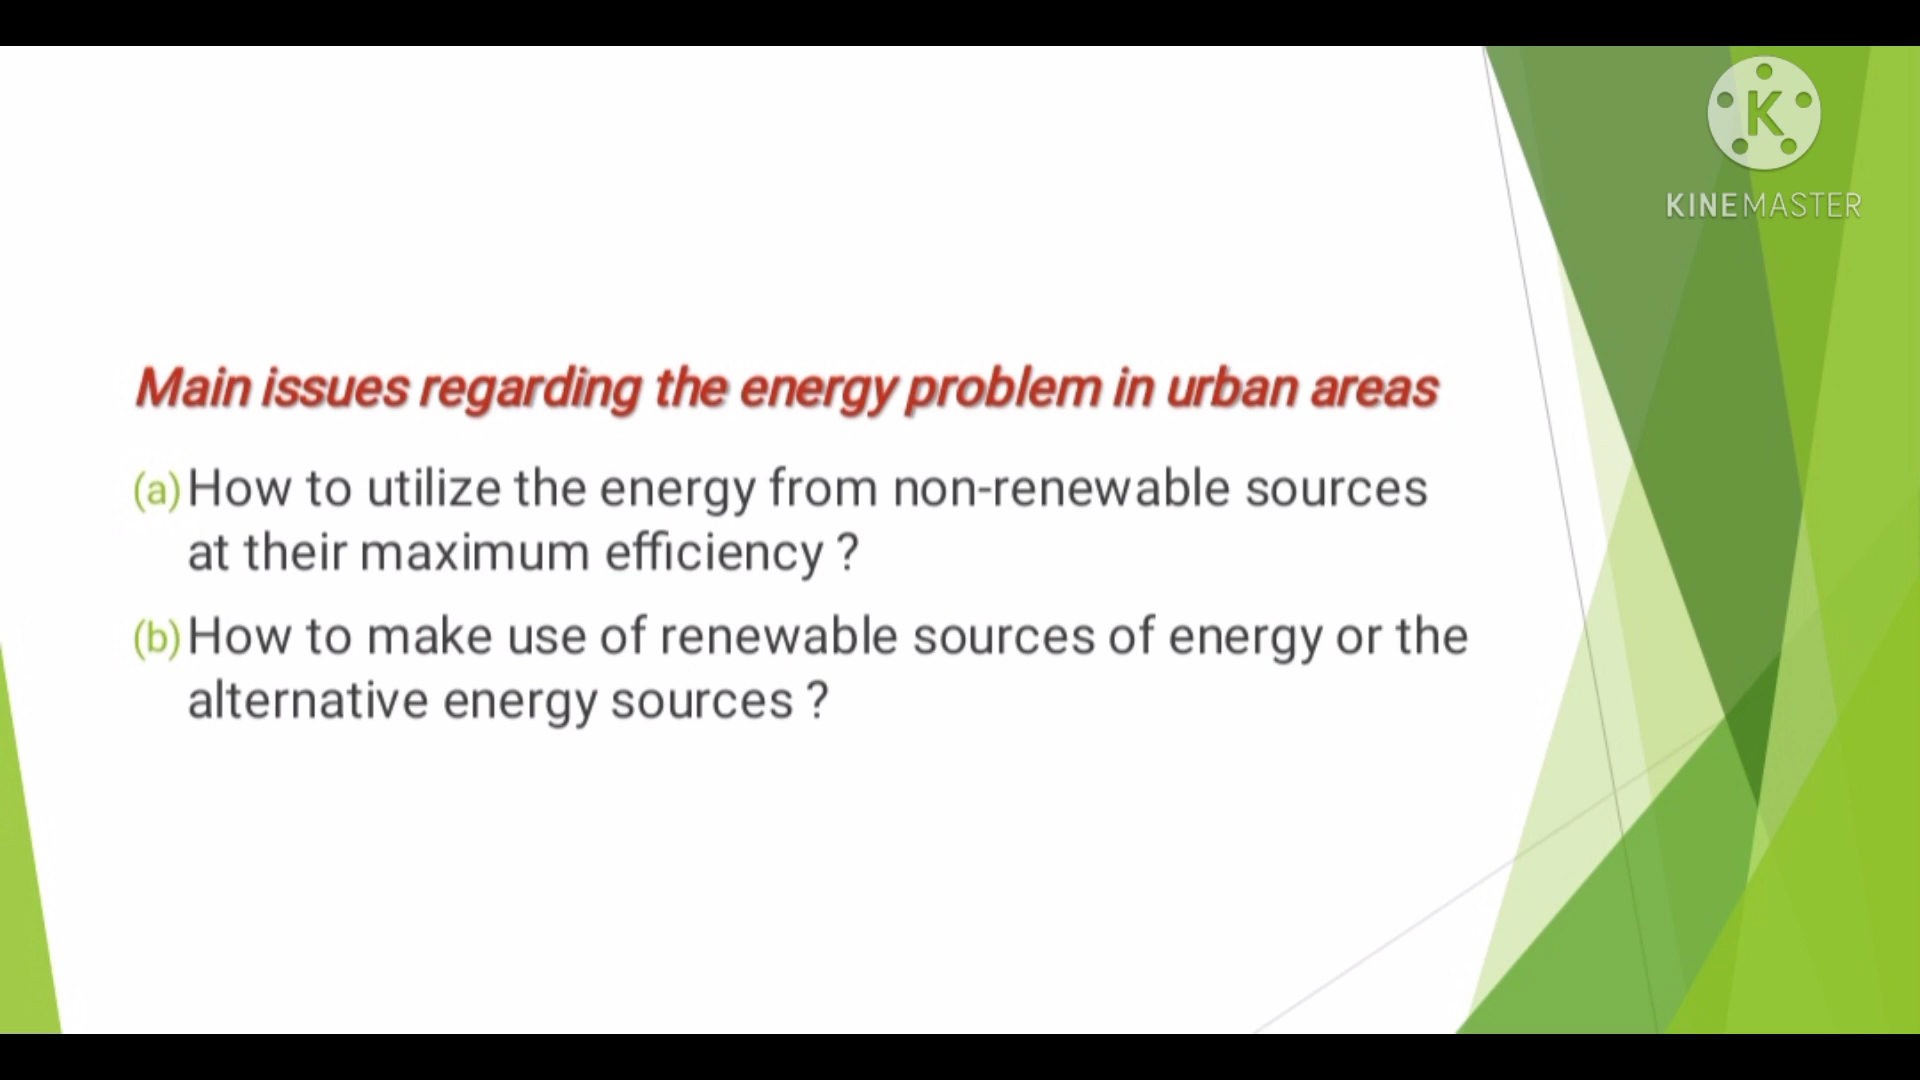 K
KINEMASTER
Main issues regarding the energy problem in urban areas
(a) How to utilize the energy from non-renewable sources
at their maximum efficiency ?
(b) How to make use of renewable sources of energy or the
alternative energy sources ?